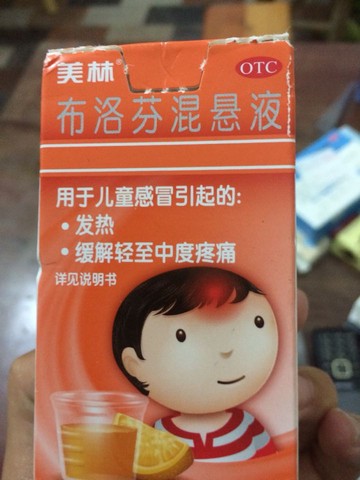 美林
OTC
布洛芬混悬液
用于儿童感冒引起的:
·发热
·缓解轻至中度疼痛
详见说明书